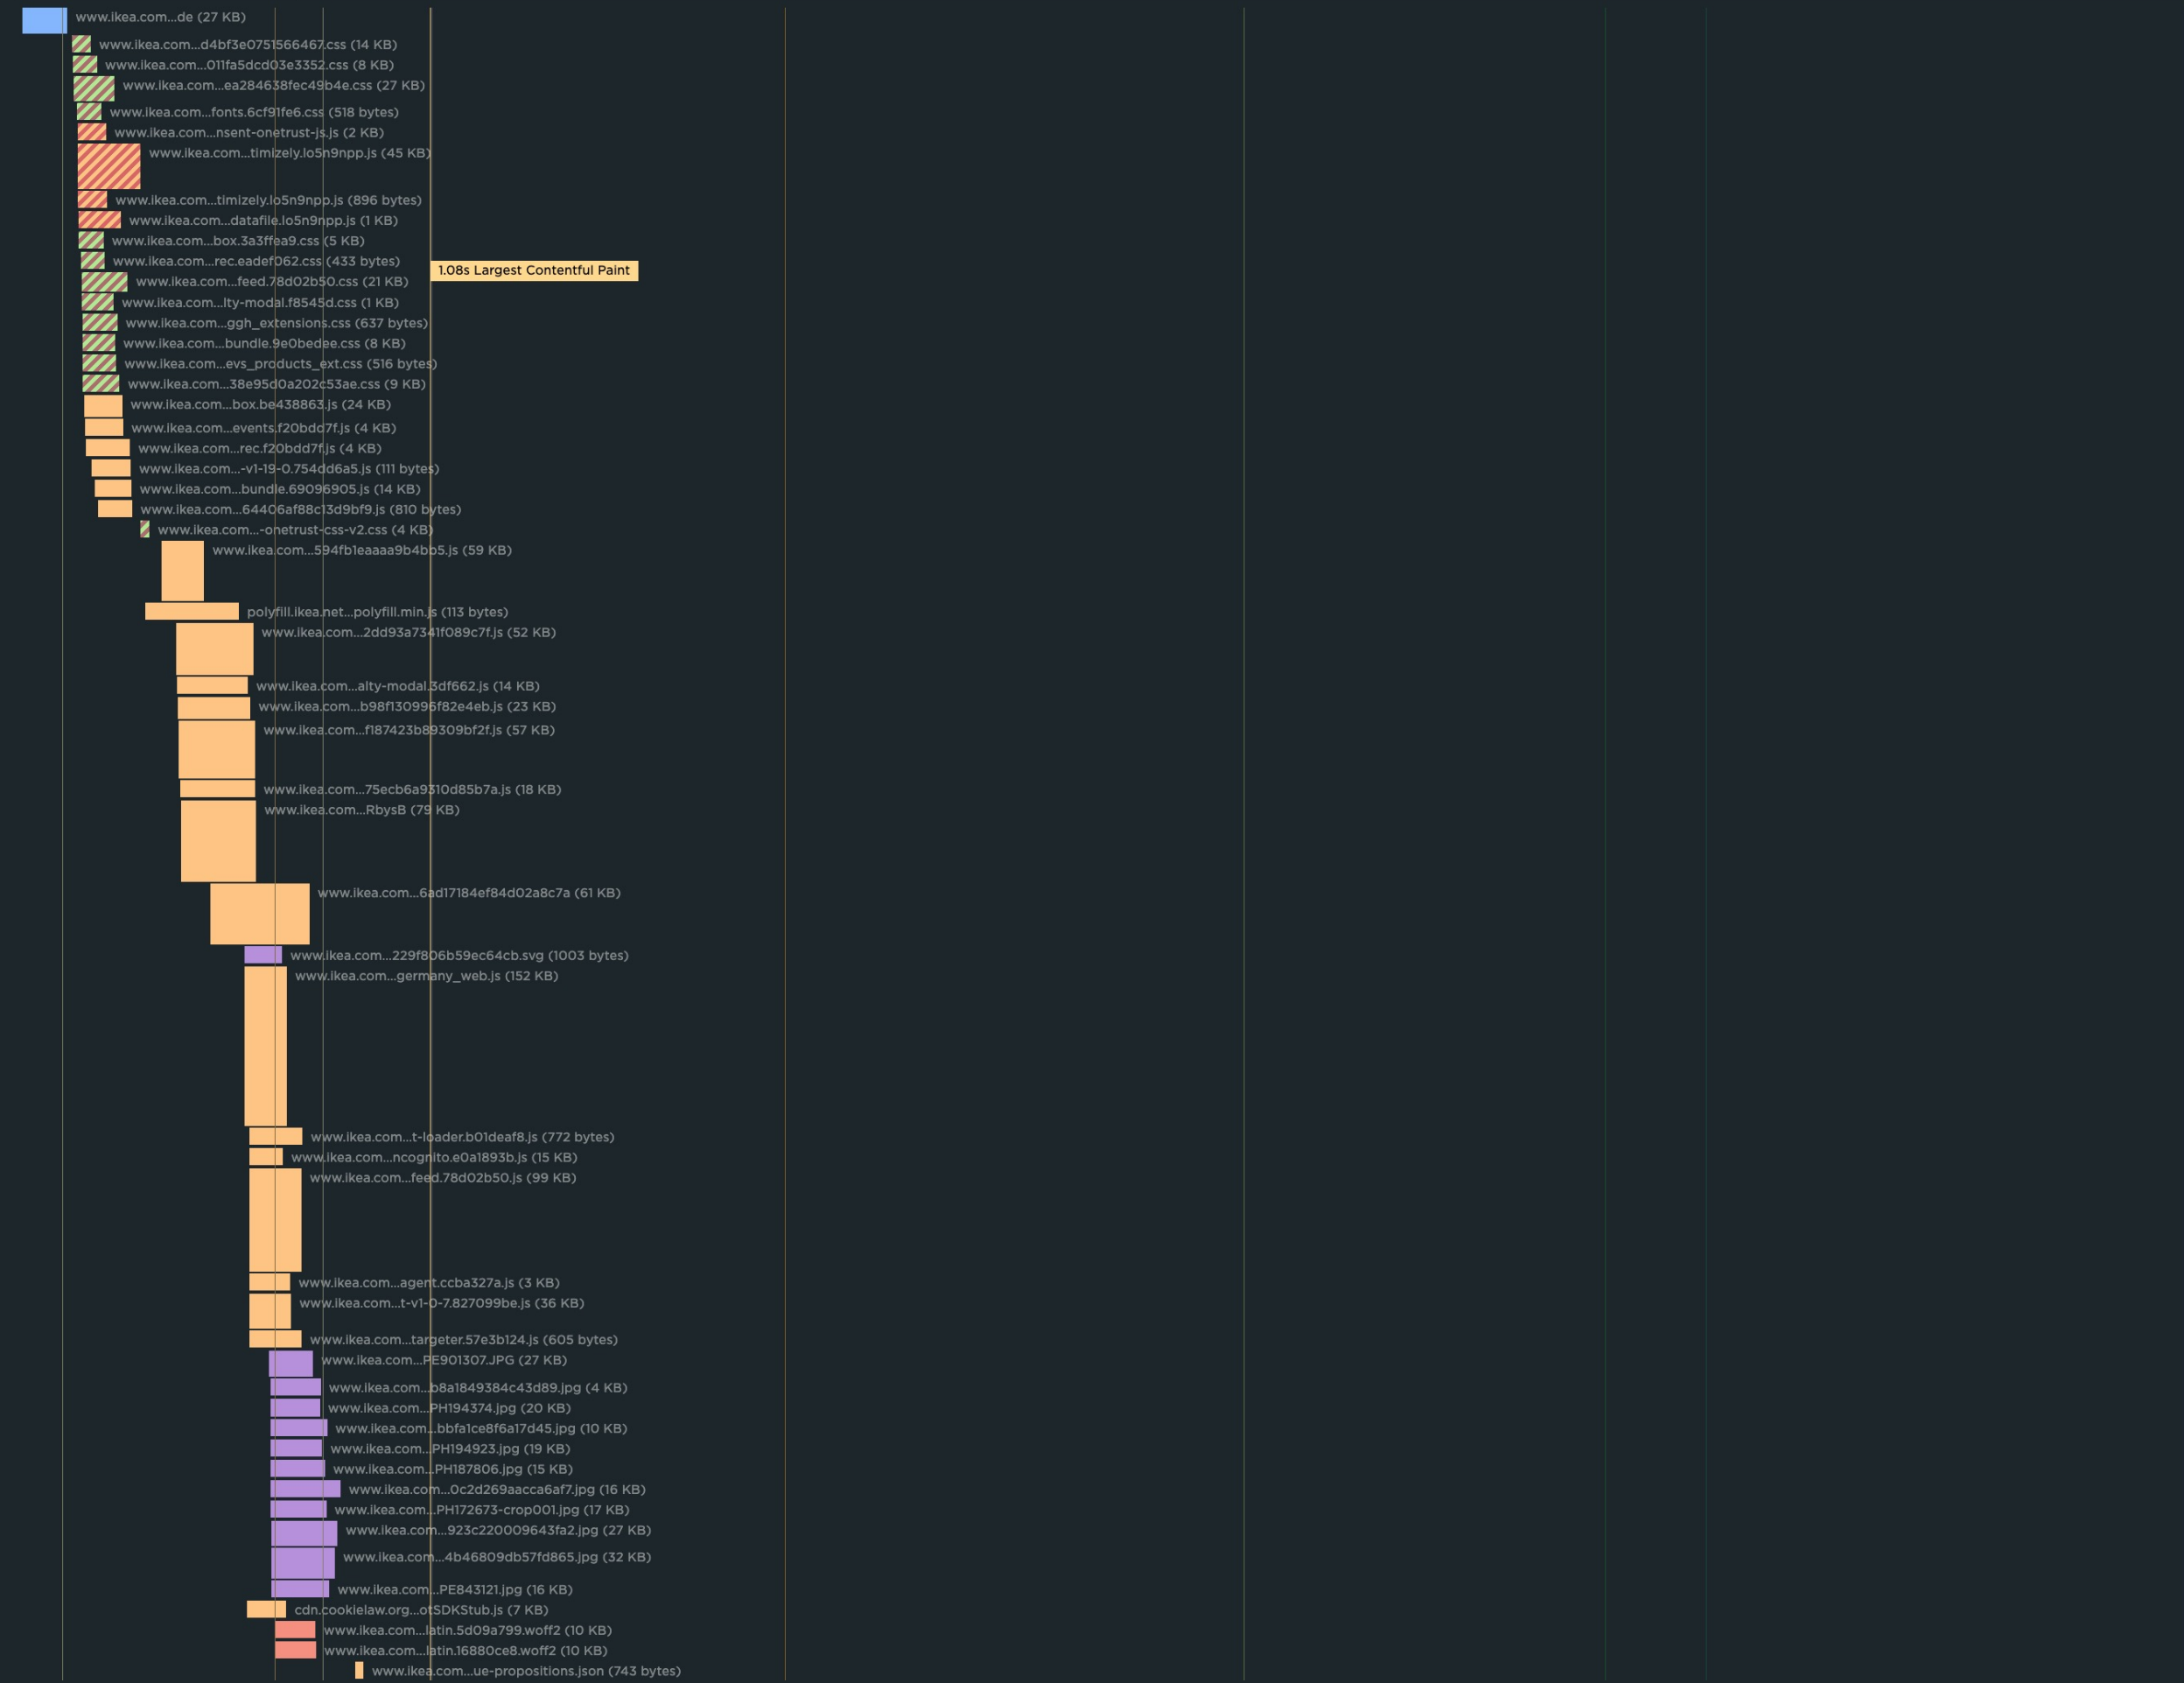 www.ikea.com...de (27 KB)
www.ikea.com...d4bf3e0751566467.css (14 KB)
www.ikea.com...011fa5dcd03e3352.css (8 KB)
www.ikea.com...ea284638fec49b4e.css (27 KB)
www.ikea.com...fonts.6cf91fe6.css (518 bytes)
www.ikea.com...nsent-onetrust-js.js (2 KB)
www.ikea.com...timizely.lo5n9npp.js (45 KB)
www.ikea.com...timizely.lo5n9npp.js (896 bytes)
www.ikea.com...datafile.lo5n9npp.js (1 KB)
www.ikea.com...box.3a3ffea9.css (5 KB)
www.ikea.com...rec.eadef062.css (433 bytes)
1.08s Largest Contentful Paint
www.ikea.com...feed.78d02b50.css (21 KB)
www.ikea.com...lty-modal.f8545d.css (1 KB)
www.ikea.com...ggh_extensions.css (637 bytes)
www.ikea.com...bundle.9e0bedee.css (8 KB)
www.ikea.com...evs_products_ext.css (516 bytes)
www.ikea.com...38e95d0a202c53ae.css (9 KB)
www.ikea.com...box.be438863.js (24 KB)
www.ikea.com...events.f20bdd7f.js (4 KB)
www.ikea.com...rec.f20bdd7f.js (4 KB)
www.ikea.com...-v1-19-0.754dd6a5.js (111 bytes)
www.ikea.com...bundle.69096905.js (14 KB)
www.ikea.com...64406af88c13d9bf9.js (810 bytes)
www.ikea.com...-onetrust-css-v2.css (4 KB)
www.ikea.com...594fb1eaaaa9b4bb5.js (59 KB)
polyfill.ikea.net...polyfill.min.js (113 bytes)
www.ikea.com...2dd93a7341f089c7f.js (52 KB)
www.ikea.com...alty-modal.3df662.js (14 KB)
www.ikea.com...b98f130996f82e4eb.js (23 KB)
www.ikea.com...f187423b89309bf2f.js (57 KB)
www.ikea.com...75ecb6a9310d85b7a.js (18 KB)
www.ikea.com...RbysB (79 KB)
www.ikea.com...6ad17184ef84d02a8c7a (61 KB)
www.ikea.com...229f806b59ec64cb.svg (1003 bytes)
www.ikea.com...germany_web.js (152 KB)
www.ikea.com...t-loader.b01deaf8.js (772 bytes)
www.ikea.com...ncognito.e0a1893b.js (15 KB)
www.ikea.com...feed.78d02b50.js (99 KB)
www.ikea.com...agent.ccba327a.js (3 KB)
www.ikea.com...t-v1-0-7.827099be.js (36 KB)
www.ikea.com...targeter.57e3b124.js (605 bytes)
www.ikea.com...PE901307.JPG (27 KB)
www.ikea.com...b8a1849384c43d89.jpg (4 KB)
www.ikea.com...PH194374.jpg (20 KB)
www.ikea.com...bbfa1ce8f6a17d45.jpg (10 KB)
www.ikea.com...PH194923.jpg (19 KB)
www.ikea.com...PH187806.jpg (15 KB)
www.ikea.com...0c2d269aacca6af7.jpg (16 KB)
www.ikea.com...PH172673-crop001.jpg (17 KB)
www.ikea.com...923c220009643fa2.jpg (27 KB)
www.ikea.com...4b46809db57fd865.jpg (32 KB)
www.ikea.com...PE843121.jpg (16 KB)
cdn.cookielaw.org...otSDKStub.js (7 KB)
www.ikea.com...latin.5d09a799.woff2 (10 KB)
www.ikea.com...latin.16880ce8.woff2 (10 KB)
www.ikea.com...ue-propositions.json (743 bytes)